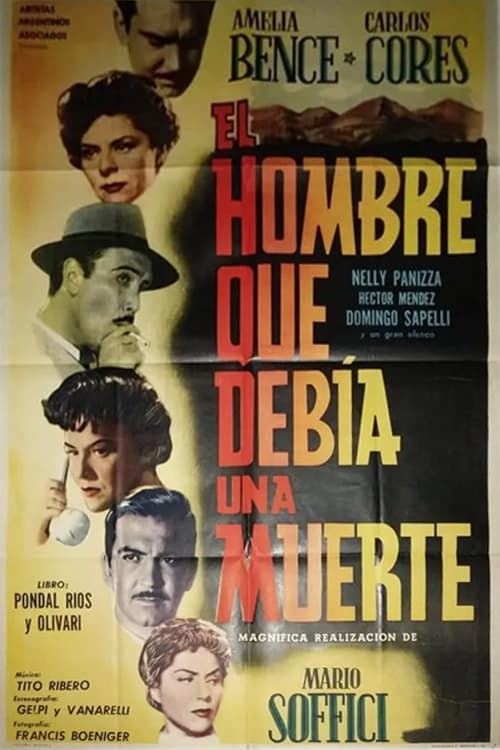 ARTISTAS
ARGENTINOS
ASOCIADOS
AMELIA CARLOS
BENCE ★ CORES
EL
HOMBRE
QUE
DEBÍA
UNA
MUERTE
NELLY PANIZZA
HECTOR MENDEZ
DOMINGO SAPELLI
y un gran elenco
LIBRO:
PONDAL RIOS
y OLIVARI
MAGNIFICA REALIZACION DE
MARIO
SOFFICI
Música:
TITO RIBERO
Escenografía:
GELPI y VANARELLI
Fotografía:
FRANCIS BOENIGER